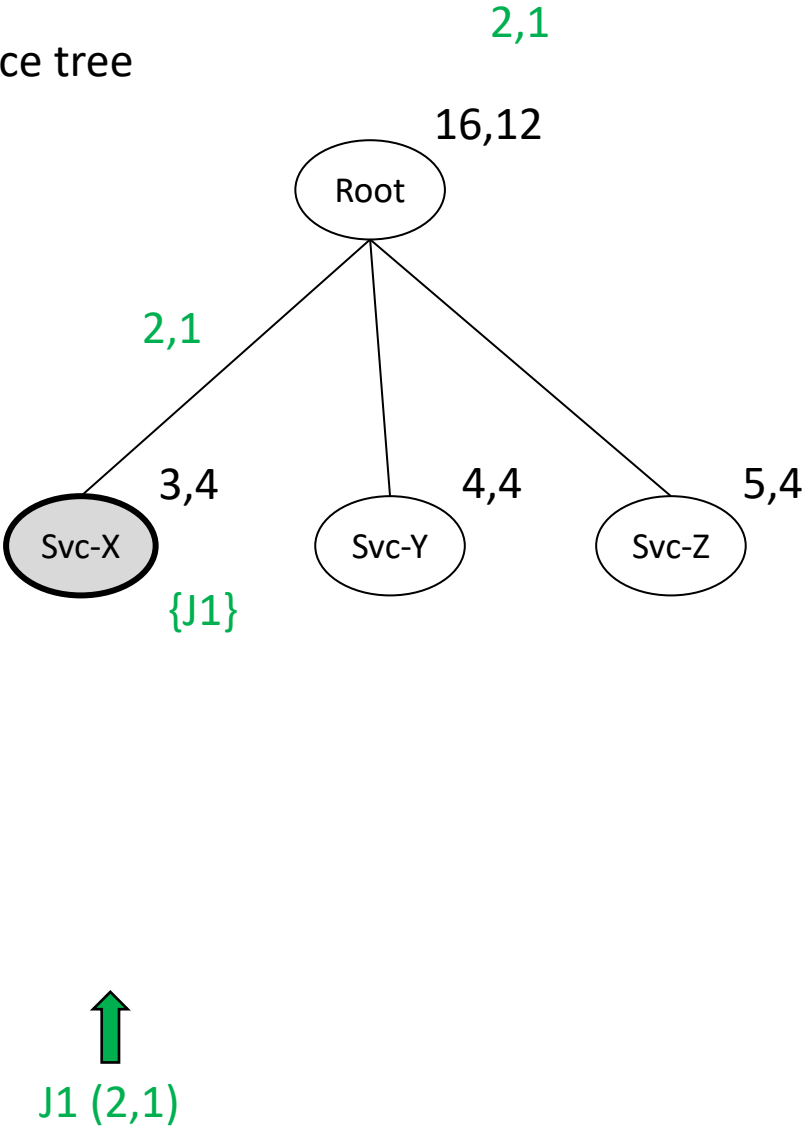 2,1
ce tree
16,12
Root
2,1
3,4
4,4
5,4
Svc-X
Svc-Y
Svc-Z
{J1}
J1 (2,1)